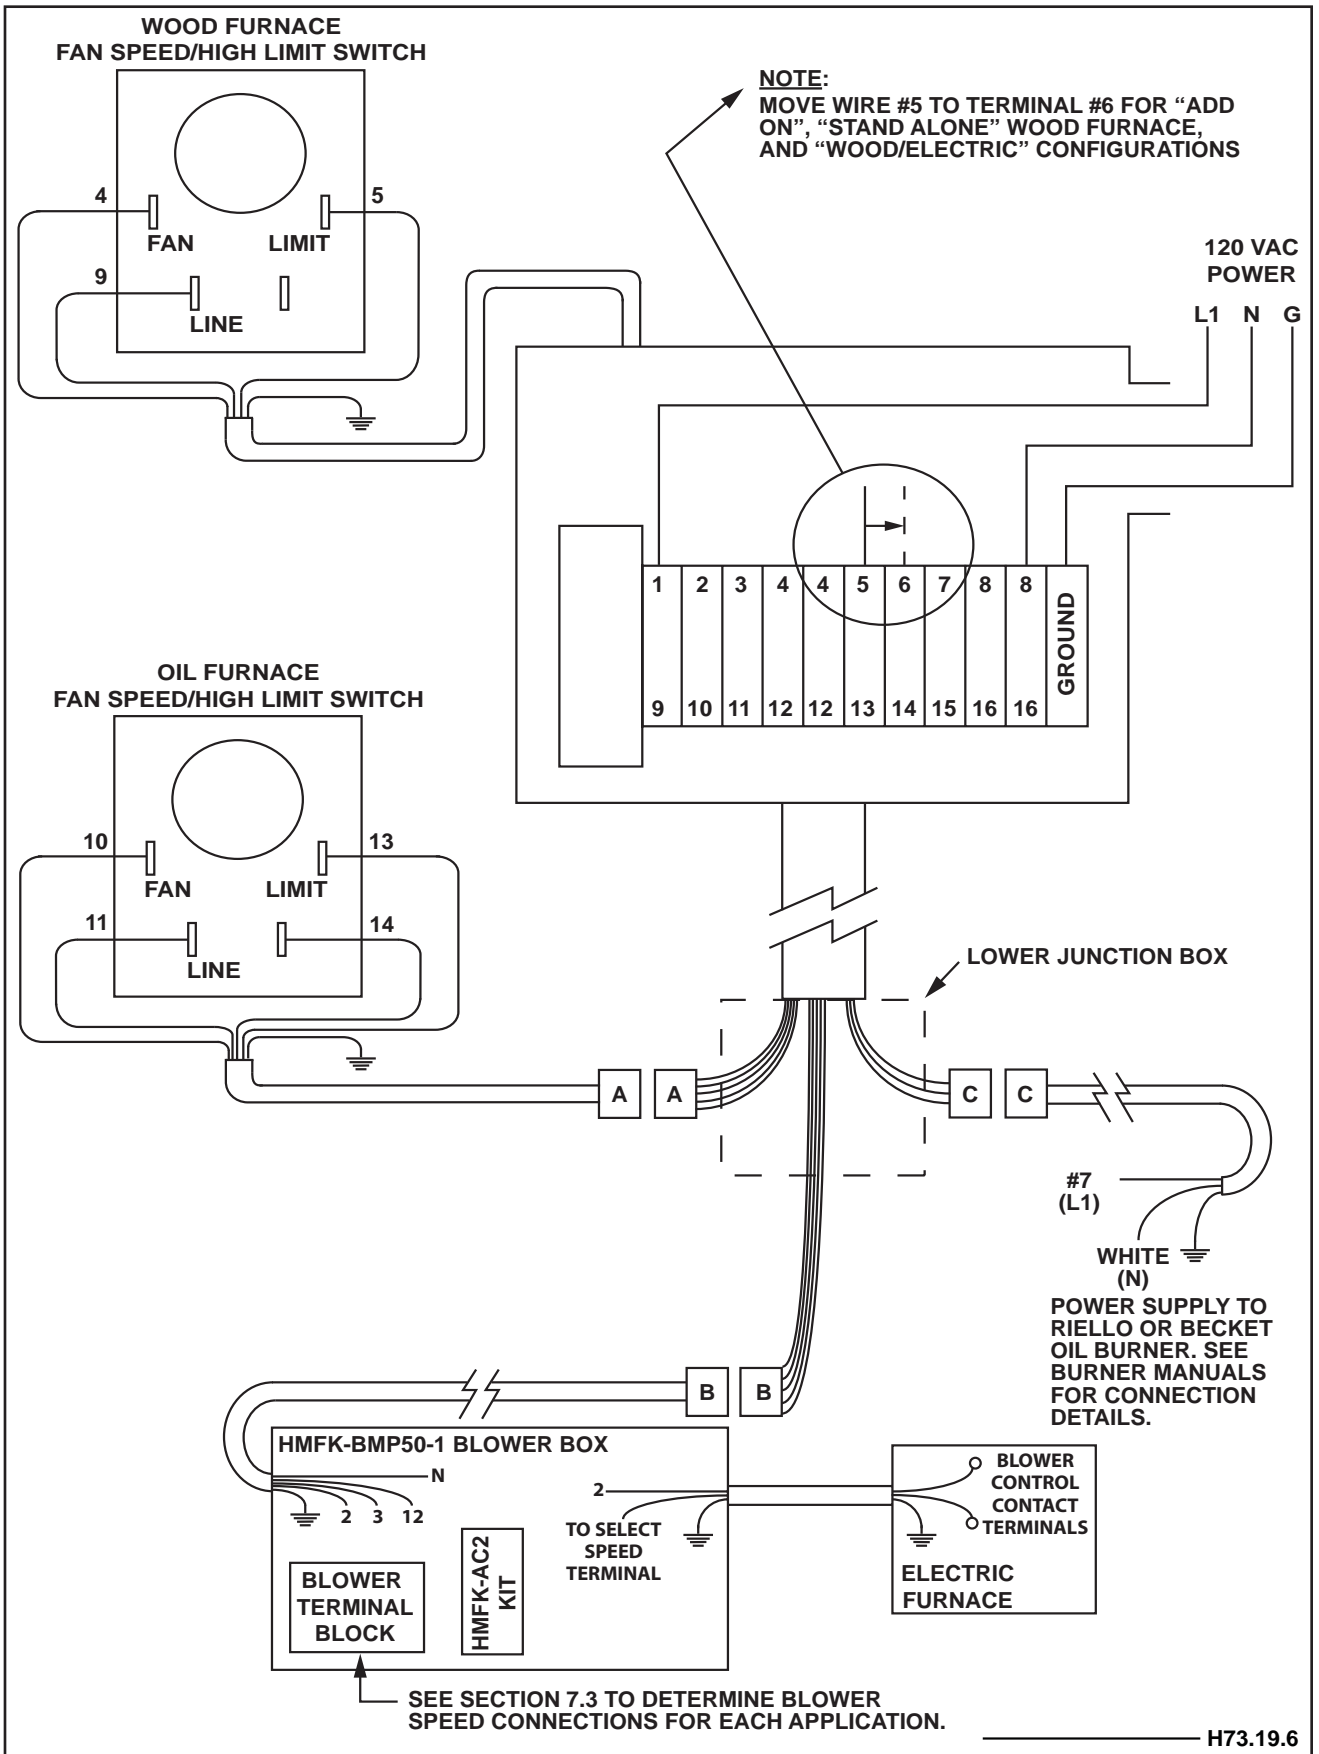 WOOD FURNACE
FAN SPEED/HIGH LIMIT SWITCH
4
5
FAN
LIMIT
9
LINE
NOTE:
MOVE WIRE #5 TO TERMINAL #6 FOR “ADD
ON”, “STAND ALONE” WOOD FURNACE,
AND “WOOD/ELECTRIC” CONFIGURATIONS
120 VAC
POWER
L1 N G
1 2 3 4 4 5 6 7 8 8
GROUND
9 10 11 12 12 13 14 15 16 16
OIL FURNACE
FAN SPEED/HIGH LIMIT SWITCH
10
13
FAN
LIMIT
11
14
LINE
LOWER JUNCTION BOX
A A
C C
#7
(L1)
WHITE
(N)
POWER SUPPLY TO
RIELLO OR BECKET
OIL BURNER. SEE
BURNER MANUALS
FOR CONNECTION
DETAILS.
B B
HMFK-BMP50-1 BLOWER BOX
N
2 3 12
2
TO SELECT
SPEED
TERMINAL
BLOWER
TERMINAL
BLOCK
HMFK-AC2
KIT
BLOWER
CONTROL
CONTACT
TERMINALS
ELECTRIC
FURNACE
SEE SECTION 7.3 TO DETERMINE BLOWER
SPEED CONNECTIONS FOR EACH APPLICATION.
H73.19.6